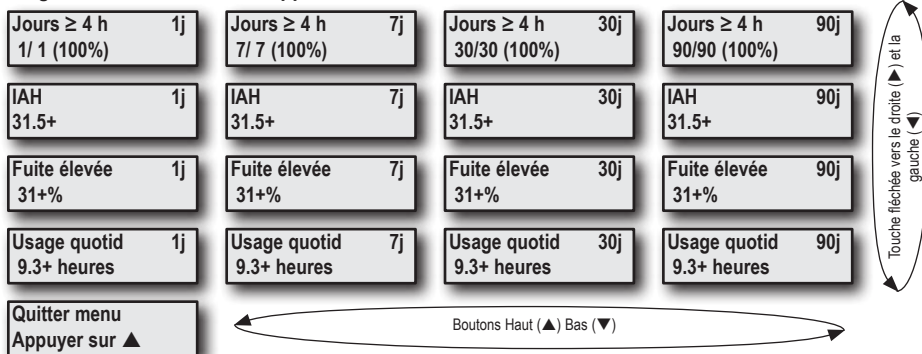 Jours ≥ 4 h 1j
1/ 1 (100%)
Jours ≥ 4 h 7j
7/ 7 (100%)
Jours ≥ 4 h 30j
30/30 (100%)
Jours ≥ 4 h 90j
90/90 (100%)
IAH 1j
31.5+
IAH 7j
31.5+
IAH 30j
31.5+
IAH 90j
31.5+
Fuite élevée 1j
31+%
Fuite élevée 7j
31+%
Fuite élevée 30j
31+%
Fuite élevée 90j
31+%
Usage quotid 1j
9.3+ heures
Usage quotid 7j
9.3+ heures
Usage quotid 30j
9.3+ heures
Usage quotid 90j
9.3+ heures
Quitter menu
Appuyer sur ▲
Boutons Haut (▲) Bas (▼)
Touche fléchée vers le droite (▶) et la
gauche (◀)